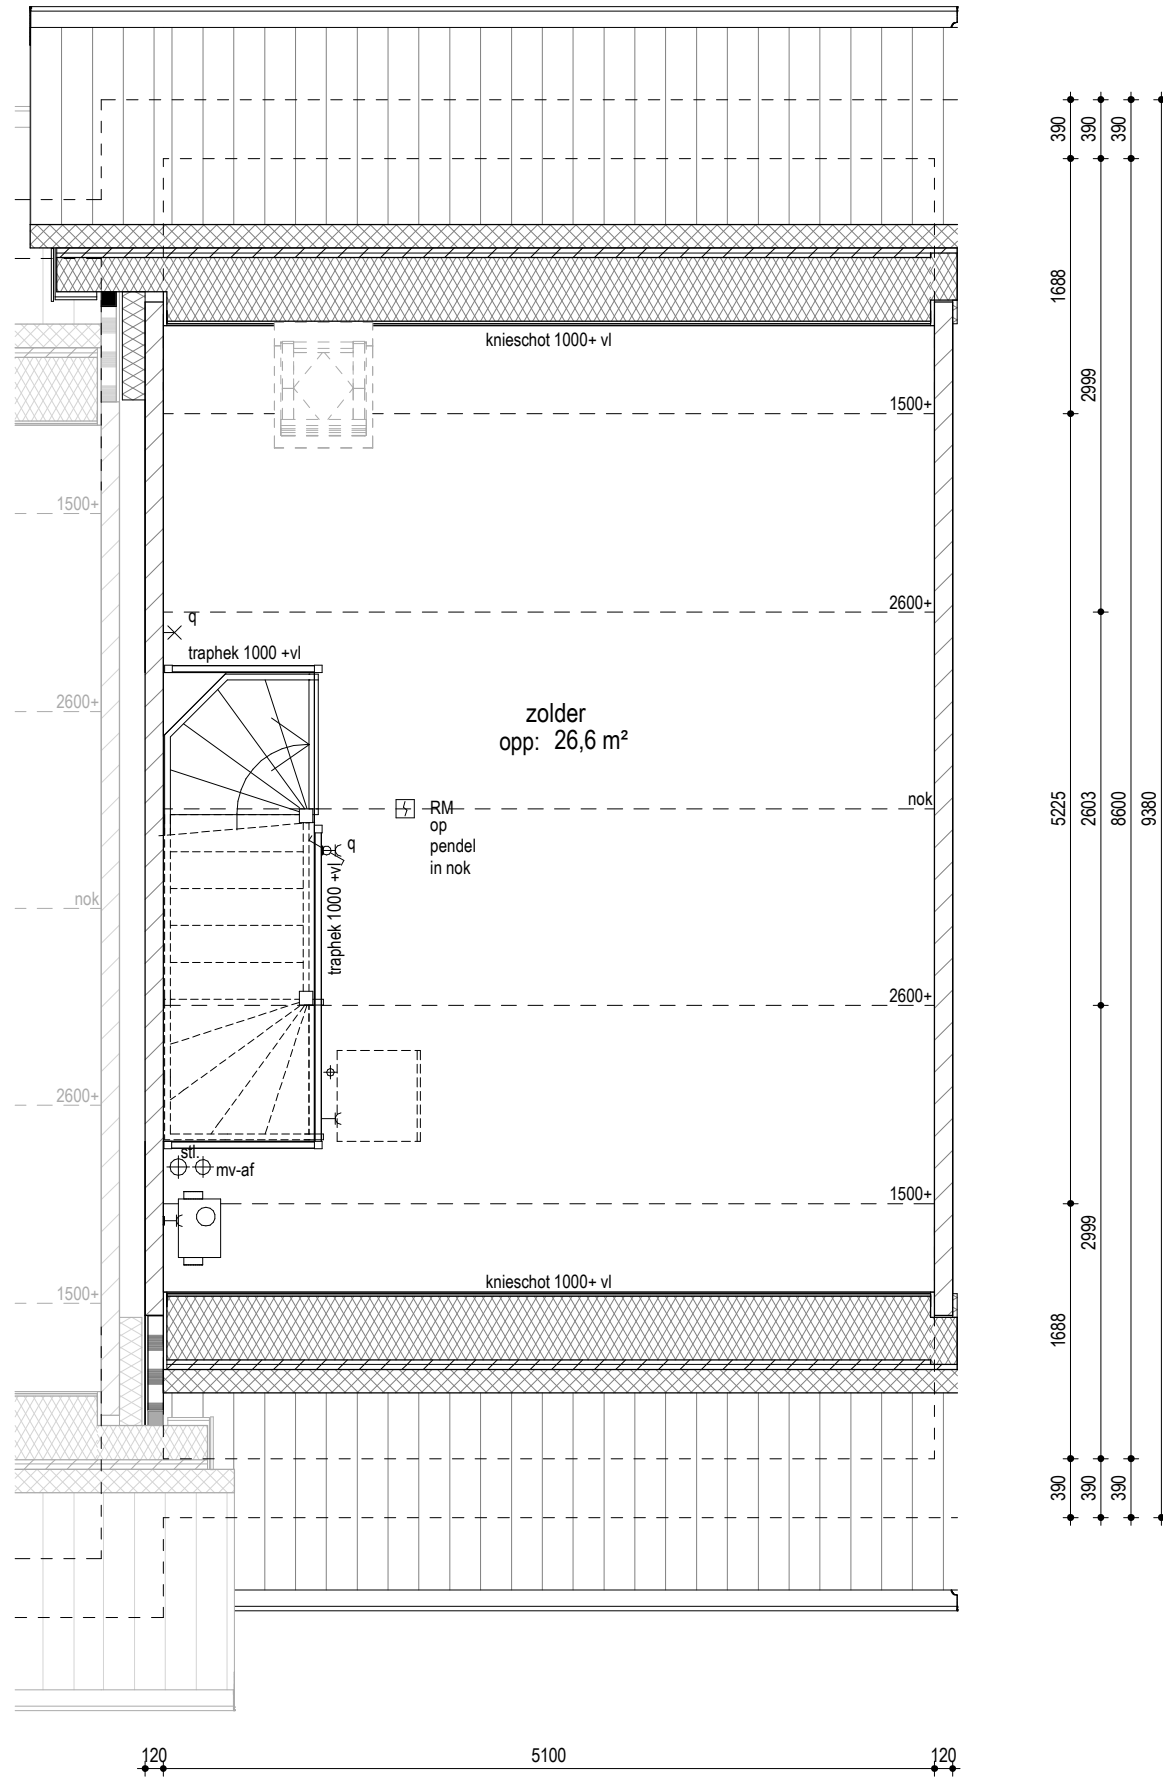 390
390
390
1688
2999
knieschot 1000+ vl
1500+
1500+
2600+
q
traphek 1000 +vl
2600+
zolder
opp: 26,6 m²
nok
RM
op
pendel
in nok
q
traphek 1000 +vl
5225
2603
8600
9380
nok
2600+
2600+
stl.
mv-af
1500+
2999
knieschot 1000+ vl
1500+
1688
390
390
390
120
5100
120